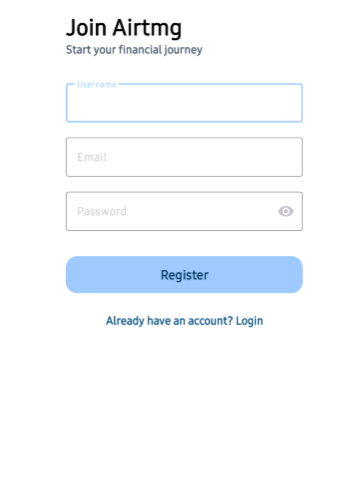 Join Airtmg
Start your financial journey
Username
Email
Password
Register
Already have an account? Login